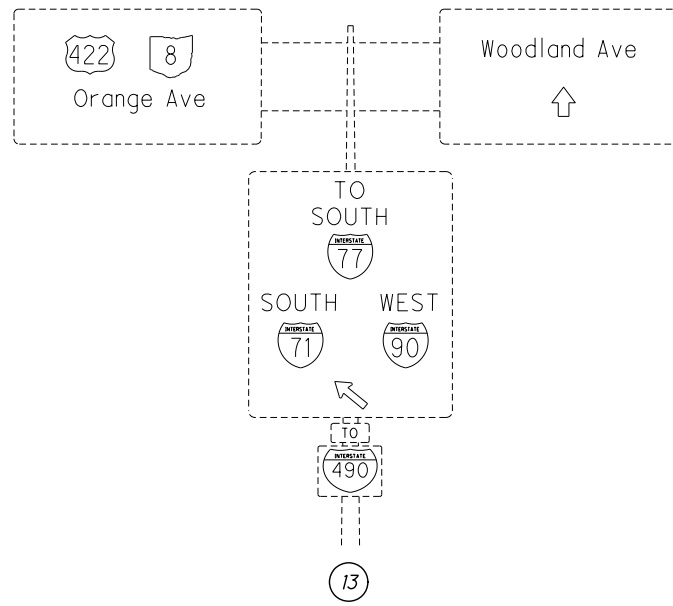 422 8
Orange Ave
Woodland Ave
TO
SOUTH
INTERSTATE
77
SOUTH WEST
INTERSTATE INTERSTATE
71 90
TO
INTERSTATE
490
13